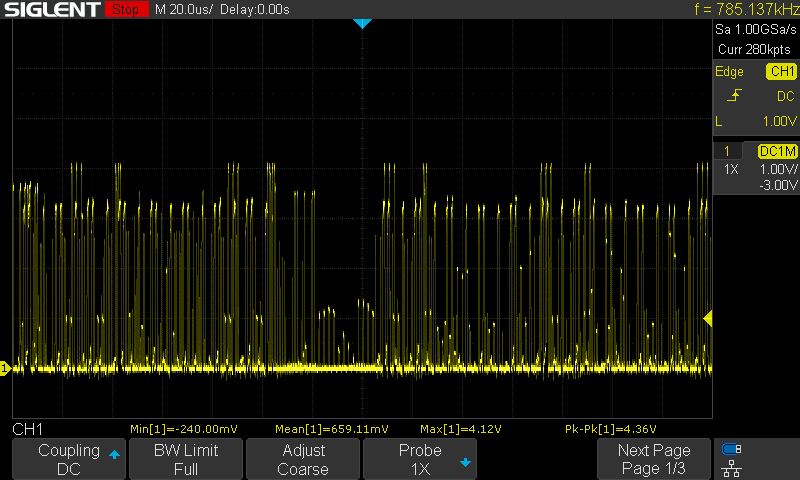 SIGLENT Stop M 20.0us/ Delay:0.00s f = 785.137kHz
Sa 1.00GSa/s
Curr 280kpts
Edge CH1
DC
L 1.00V
1 DC1M
1X 1.00V/
-3.00V
1
CH1 Min[1]=-240.00mV Mean[1]=659.11mV Max[1]=4.12V Pk-Pk[1]=4.36V
Coupling BW Limit Adjust Probe Next Page
DC Full Coarse 1X Page 1/3